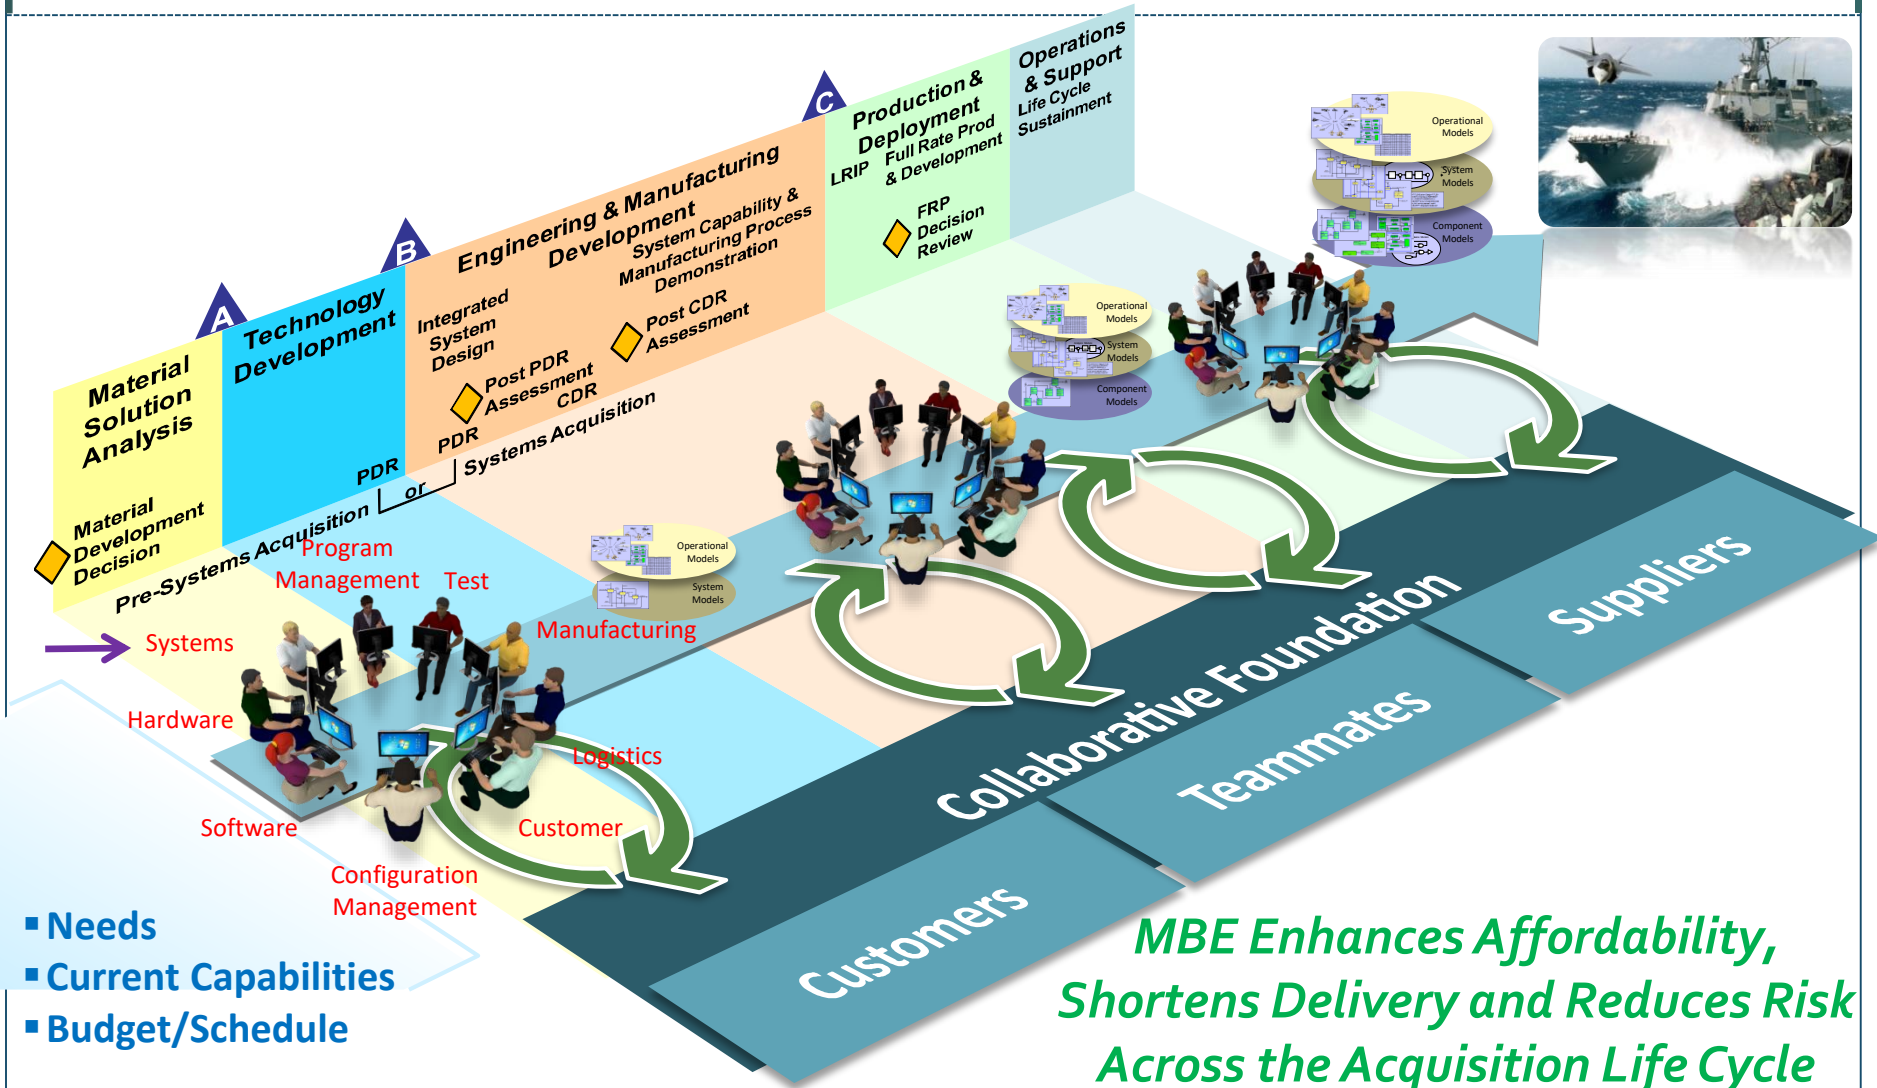 A
B
C
Material
Solution
Analysis
Material
Development
Decision
Technology
Development
PDR
Engineering & Manufacturing
Development
Integrated
System
Design
System Capability &
Manufacturing Process
Demonstration
Post PDR
Assessment
Post CDR
Assessment
PDR
CDR
Production &
Deployment
LRIP
Full Rate Prod
& Development
FRP
Decision
Review
Operations
& Support
Life Cycle
Sustainment
Pre-Systems Acquisition
or
Systems Acquisition
Operational
Models
System
Models
Component
Models
Operational
Models
System
Models
Component
Models
Operational
Models
System
Models
Program
Management
Test
Systems
Manufacturing
Hardware
Logistics
Software
Customer
Configuration
Management
Collaborative Foundation
Customers
Teammates
Suppliers
▪ Needs
▪ Current Capabilities
▪ Budget/Schedule
MBE Enhances Affordability,
Shortens Delivery and Reduces Risk
Across the Acquisition Life Cycle